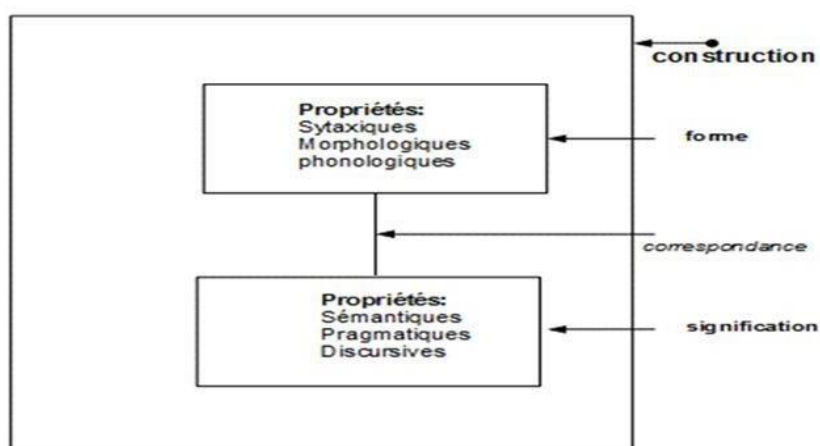 construction
Propriétés:
Sytaxiques
Morphologiques
phonologiques
forme
correspondance
Propriétés:
Sémantiques
Pragmatiques
Discursives
signification